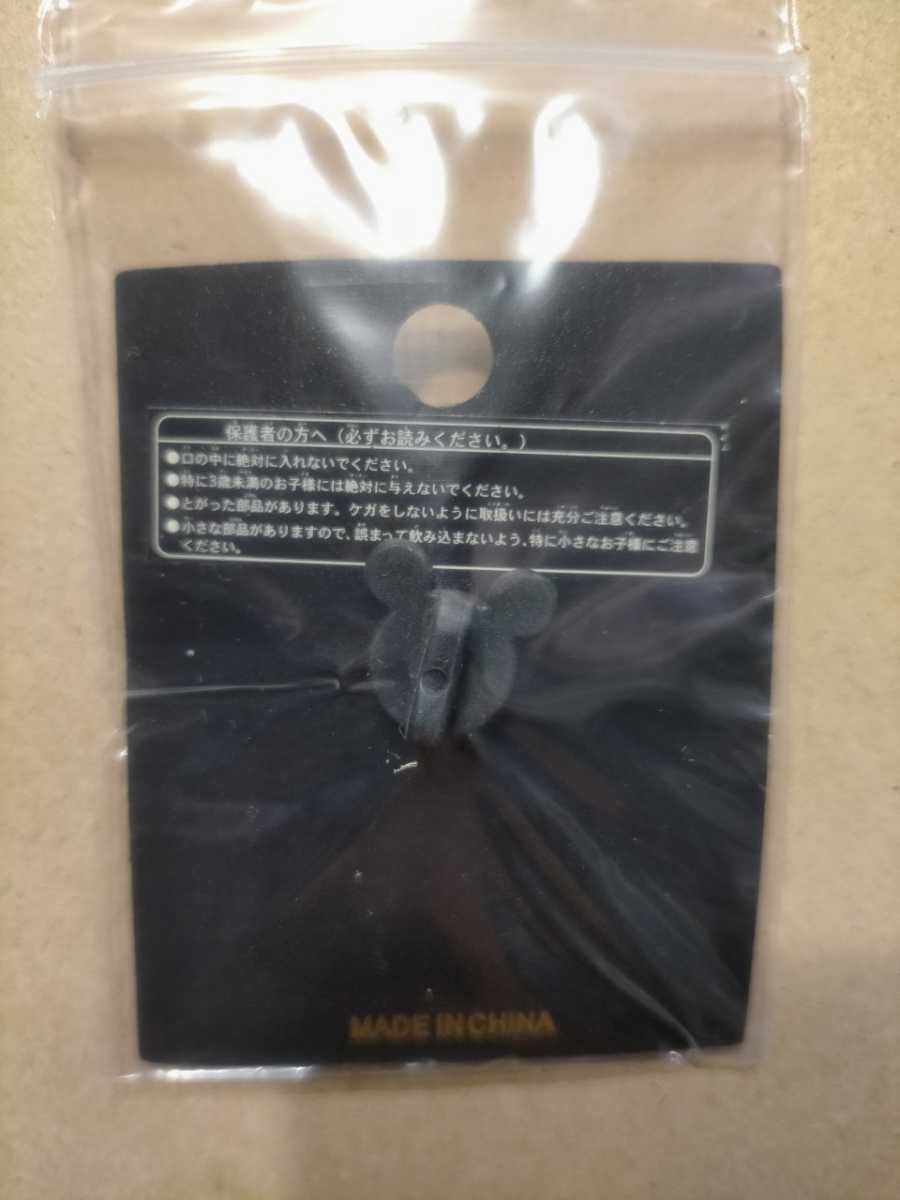 保護者の方へ（必ずお読みください。）
●口の中に絶対に入れないでください。
●特に3歳未満のお子様には絶対に与えないでください。
●とがった部品があります。ケガをしないように取扱いには充分ご注意ください。
●小さな部品がありますので、誤まって飲み込まないよう、特に小さなお子様にご注意
ください。
MADE IN CHINA